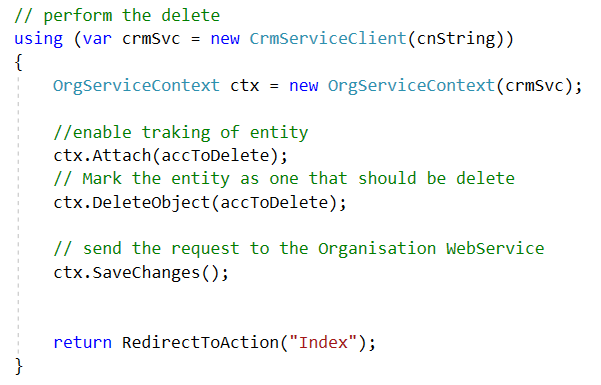 // perform the delete
using (var crmSvc = new CrmServiceClient(cnString))
{
OrgServiceContext ctx = new OrgServiceContext(crmSvc);
//enable traking of entity
ctx.Attach(accToDelete);
// Mark the entity as one that should be delete
ctx.DeleteObject(accToDelete);
// send the request to the Organisation WebService
ctx.SaveChanges();
return RedirectToAction("Index");
}